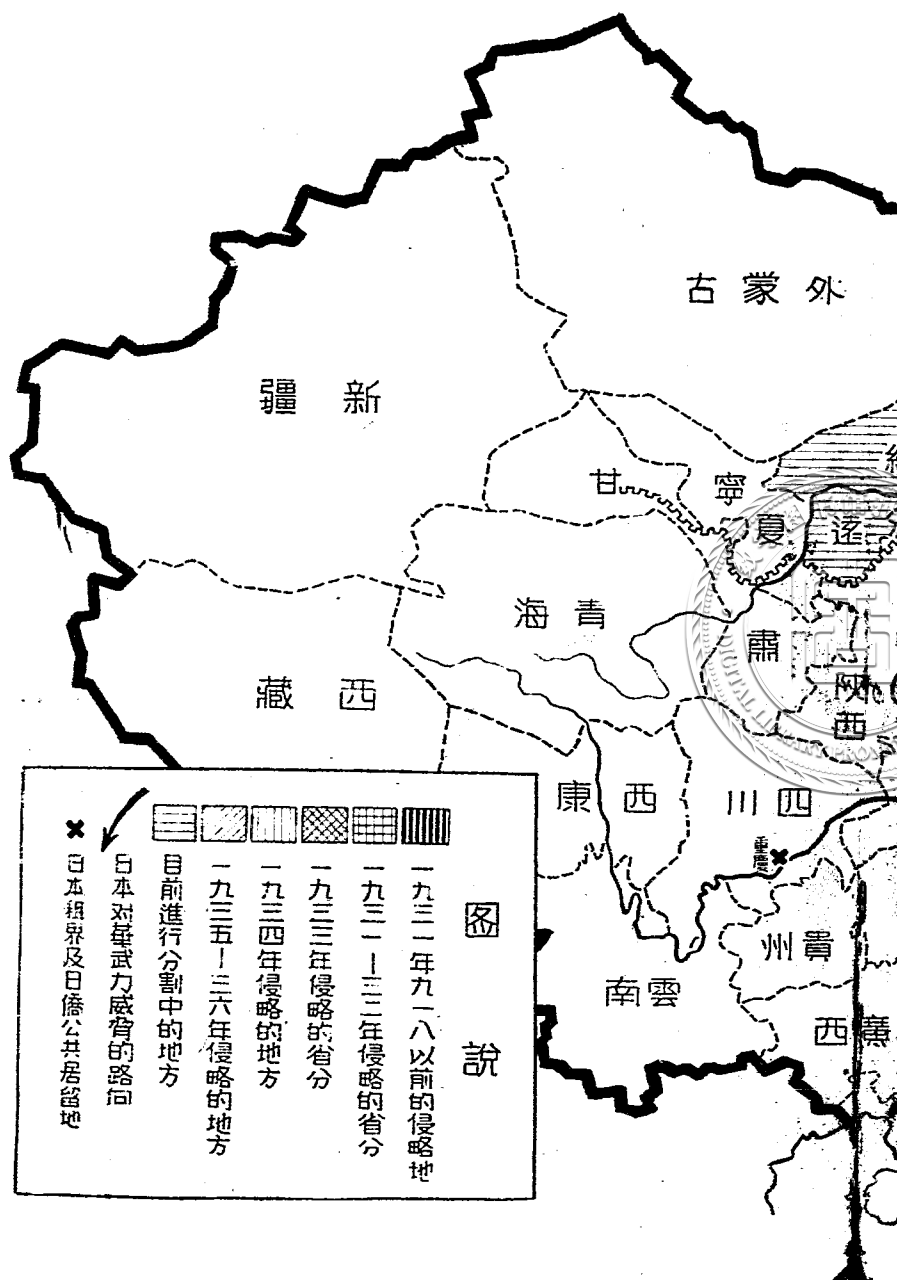 外蒙古
新疆
綏
甘
寧
夏
遠
青海
肅
陝
西
西藏
西康
四川
重慶
貴州
雲南
廣西
图說
一九三一年九一八以前的侵略地
一九三一－三二年侵略的省分
一九三三年侵略的省分
一九三四年侵略的地方
一九三五－三六年侵略的地方
目前進行分割中的地方
日本对華武力威脅的路向
日本租界及日僑公共居留地
DIGITAL LIBRARY